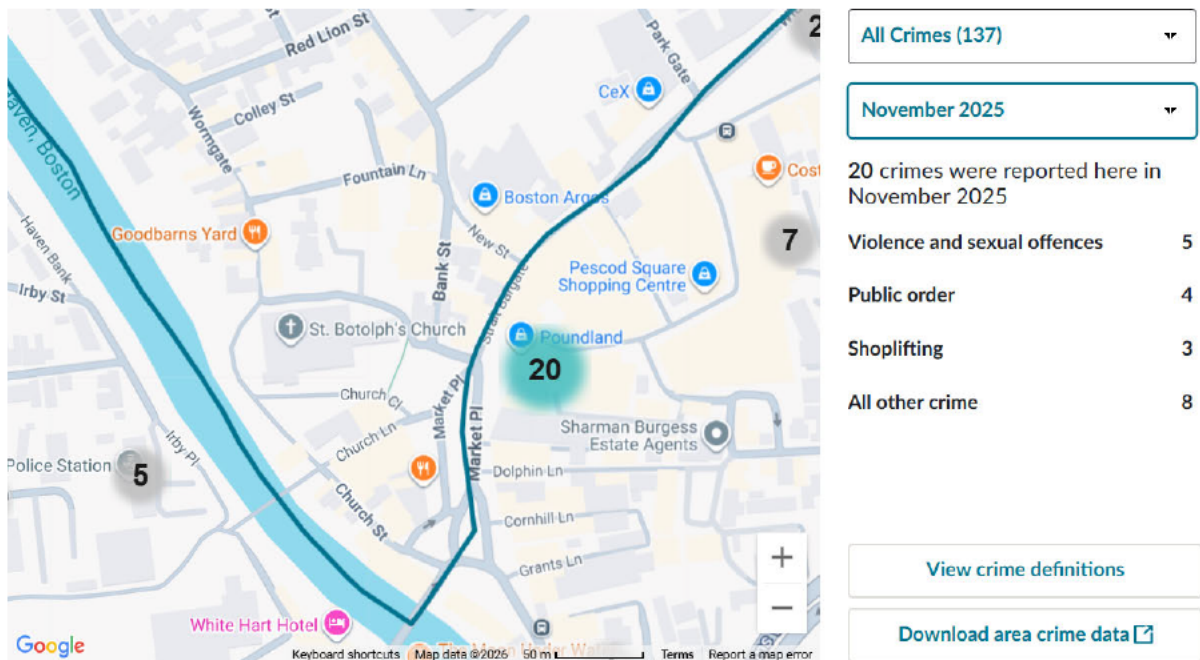 Red Lion St
Park Gate
CeX
Colley St
Wormgate
Haven, Boston
Fountain Ln
Boston Argos
Cost
7
Goodbarns Yard
New St
Haven Bank
Bank St
Pescod Square
Shopping Centre
Irby St
Strait Bargate
St. Botolph's Church
Poundland
20
Church Cl
Market Pl
Market Pl
Sharman Burgess
Estate Agents
Church Ln
Irby Pl
Police Station
5
Dolphin Ln
Church St
Cornhill Ln
Grants Ln
White Hart Hotel
Google
Keyboard shortcuts Map data ©2026 50 m Terms Report a map error
2
+
−
All Crimes (137)
November 2025
20 crimes were reported here in
November 2025
Violence and sexual offences 5
Public order 4
Shoplifting 3
All other crime 8
View crime definitions
Download area crime data